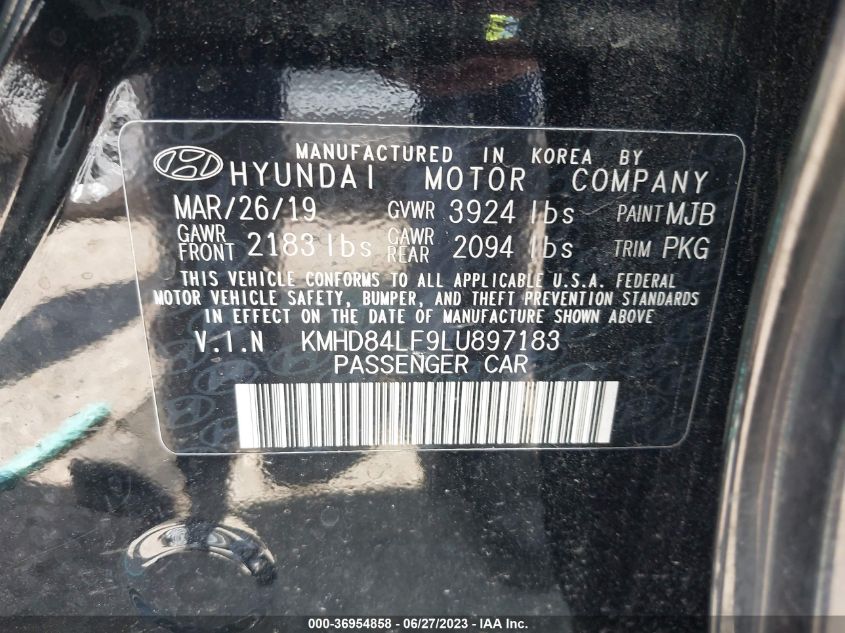 MANUFACTURED IN KOREA BY
HYUNDAI MOTOR COMPANY
MAR/26/19 GVWR 3924 lbs PAINT MJB
GAWR FRONT 2183 lbs GAWR REAR 2094 lbs TRIM PKG
THIS VEHICLE CONFORMS TO ALL APPLICABLE U.S.A. FEDERAL
MOTOR VEHICLE SAFETY, BUMPER, AND THEFT PREVENTION STANDARDS
IN EFFECT ON THE DATE OF MANUFACTURE SHOWN ABOVE
V.I.N KMHD84LF9LU897183
PASSENGER CAR
000-36954858 - 06/27/2023 - IAA Inc.